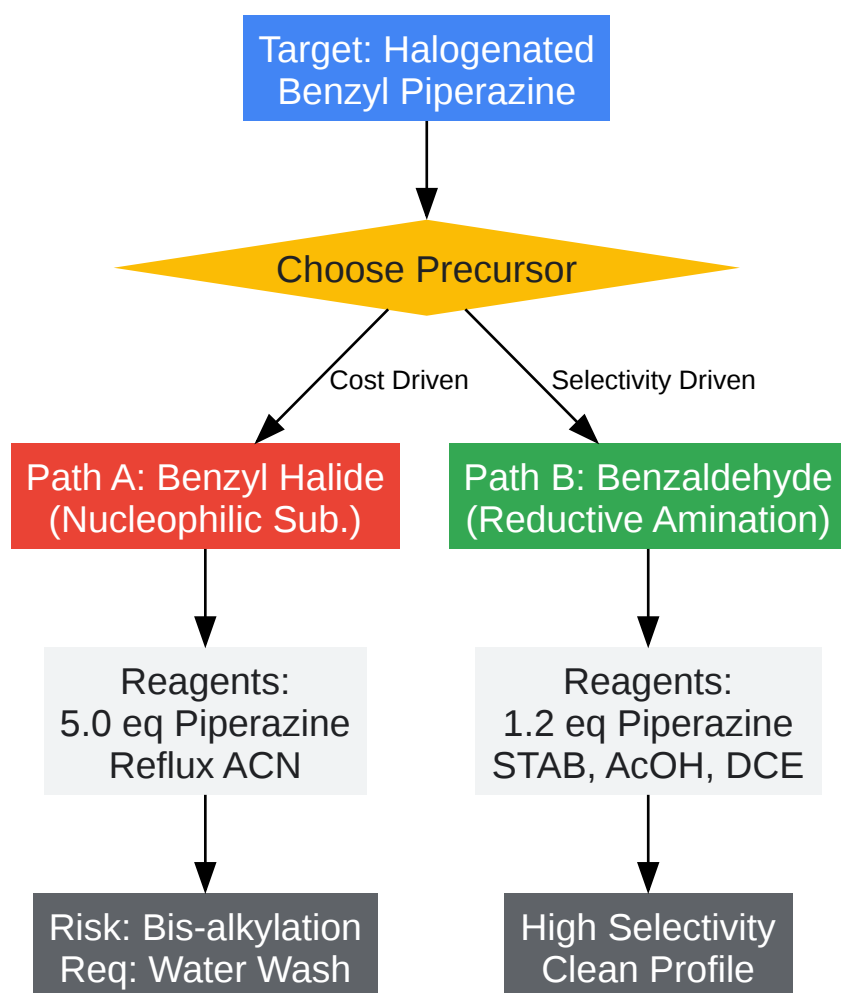 Target: Halogenated
Benzyl Piperazine
Choose Precursor
Cost Driven
Selectivity Driven
Path A: Benzyl Halide
(Nucleophilic Sub.)
Path B: Benzaldehyde
(Reductive Amination)
Reagents:
5.0 eq Piperazine
Reflux ACN
Reagents:
1.2 eq Piperazine
STAB, AcOH, DCE
Risk: Bis-alkylation
Req: Water Wash
High Selectivity
Clean Profile